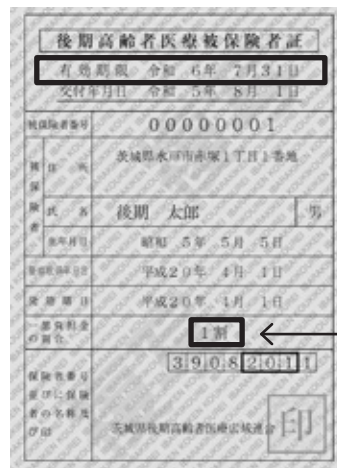 後期高齢者医療被保険者証
有効期限 令和 6年 7月31日
交付年月日 令和 5年 8月 1日
被保険者番号 00000001
被保険者
住所 茨城県水戸市赤塚1丁目1番地
氏名 後期 太郎 男
生年月日 昭和 5年 5月 5日
資格取得年月日 平成20年 4月 1日
発効期日 平成20年 4月 1日
一部負担金の割合 1割
39082011
保険者番号並びに保険者の名称及び印
茨城県後期高齢者医療広域連合 印